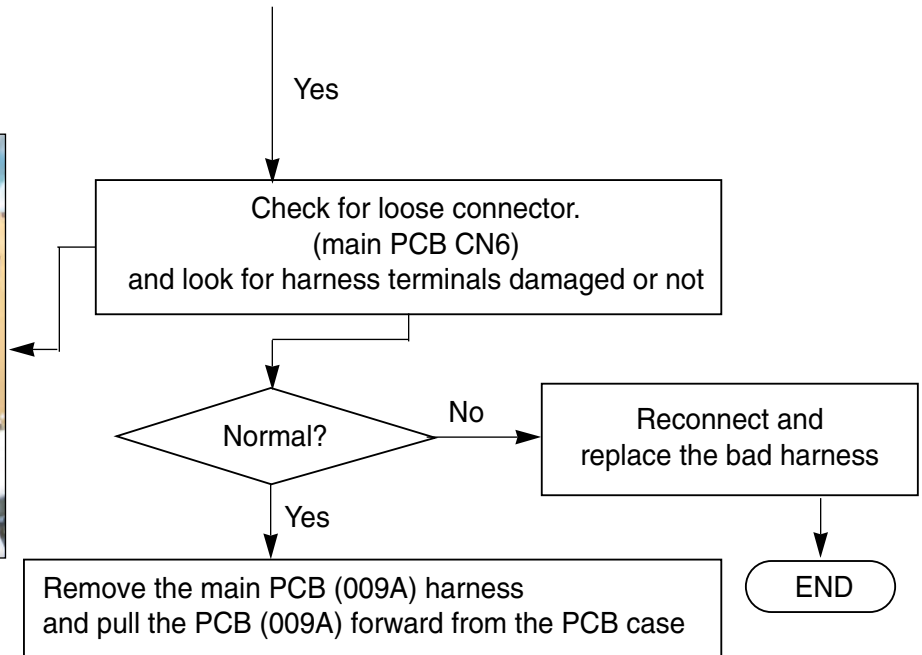 Yes
Check for loose connector.
(main PCB CN6)
and look for harness terminals damaged or not
Normal?
No
Reconnect and
replace the bad harness
Yes
END
Remove the main PCB (009A) harness
and pull the PCB (009A) forward from the PCB case